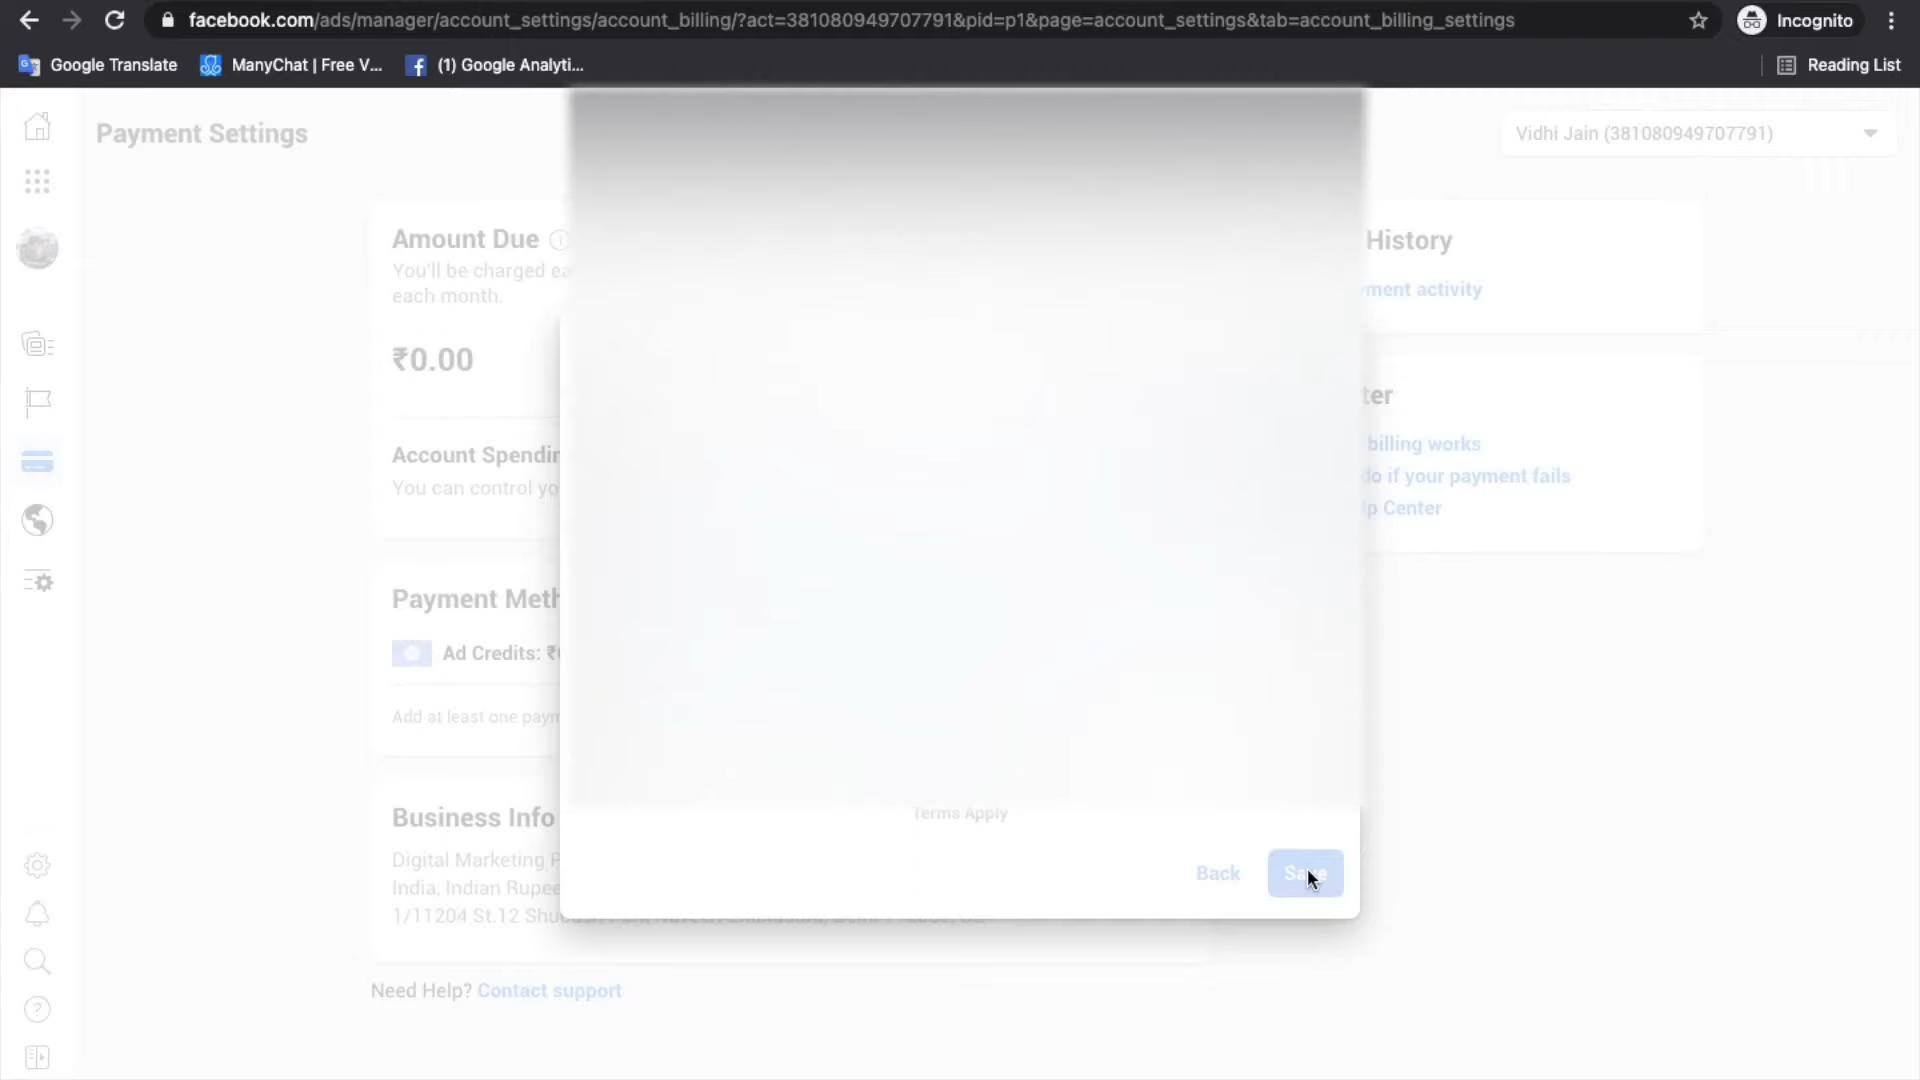 facebook.com/ads/manager/account_settings/account_billing/?act=381080949707791&pid=p1&page=account_settings&tab=account_billing_settings
Incognito
Google Translate
ManyChat | Free V...
(1) Google Analyti...
Reading List
Payment Settings
Vidhi Jain (381080949707791)
Amount Due
You'll be charged ea
each month.
₹0.00
History
ment activity
Account Spendin
You can control yo
ter
billing works
do if your payment fails
lp Center
Payment Meth
Ad Credits: ₹
Add at least one paym
Terms Apply
Business Info
Digital Marketing P
India, Indian Rupee
1/11204 St.12
Back
Save
Need Help? Contact support